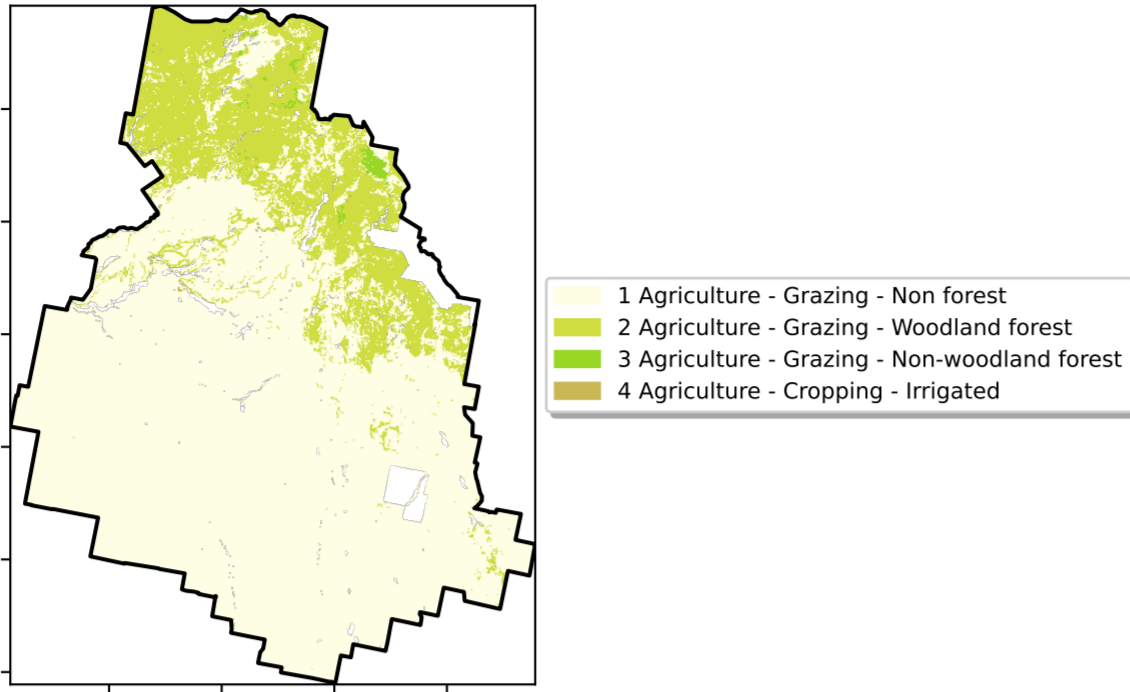 1 Agriculture - Grazing - Non forest
2 Agriculture - Grazing - Woodland forest
3 Agriculture - Grazing - Non-woodland forest
4 Agriculture - Cropping - Irrigated